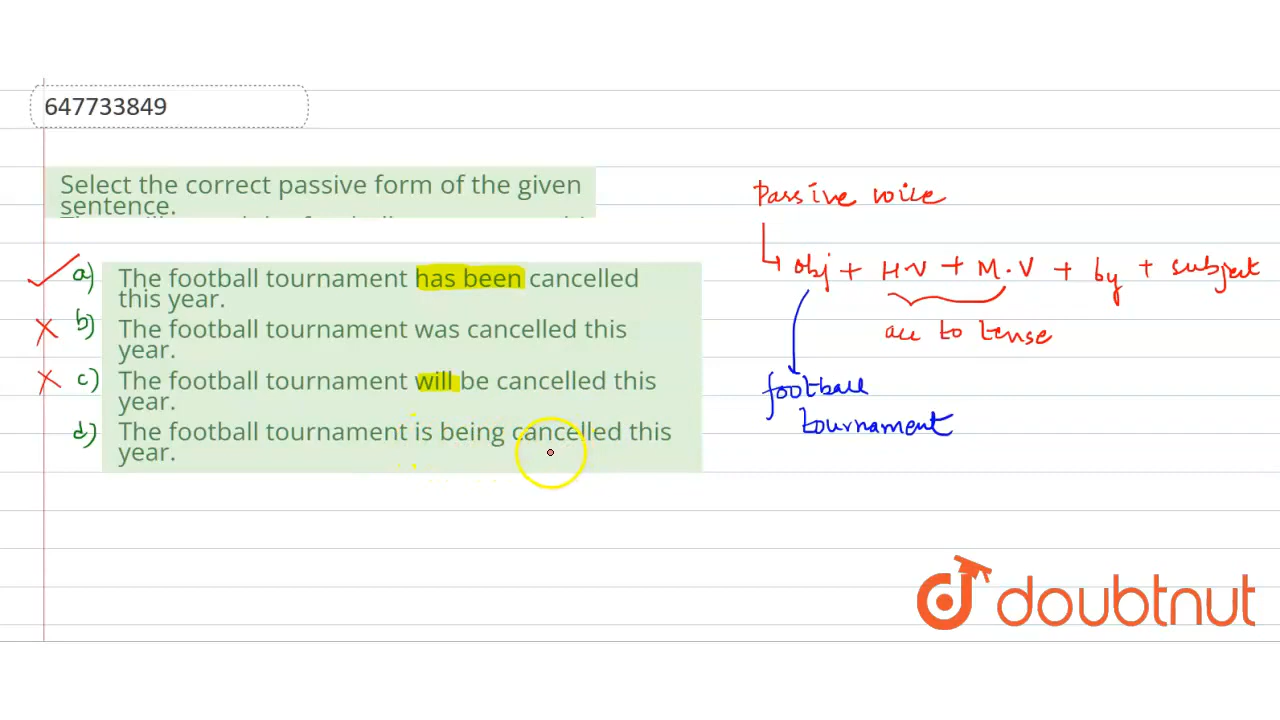 647733849
Select the correct passive form of the given
sentence.
a) The football tournament has been cancelled
this year.
b) The football tournament was cancelled this
year.
c) The football tournament will be cancelled this
year.
d) The football tournament is being cancelled this
year.
Passive voice
obj + H.V + M.V + by + subject
acc to tense
football
tournament
doubtnut